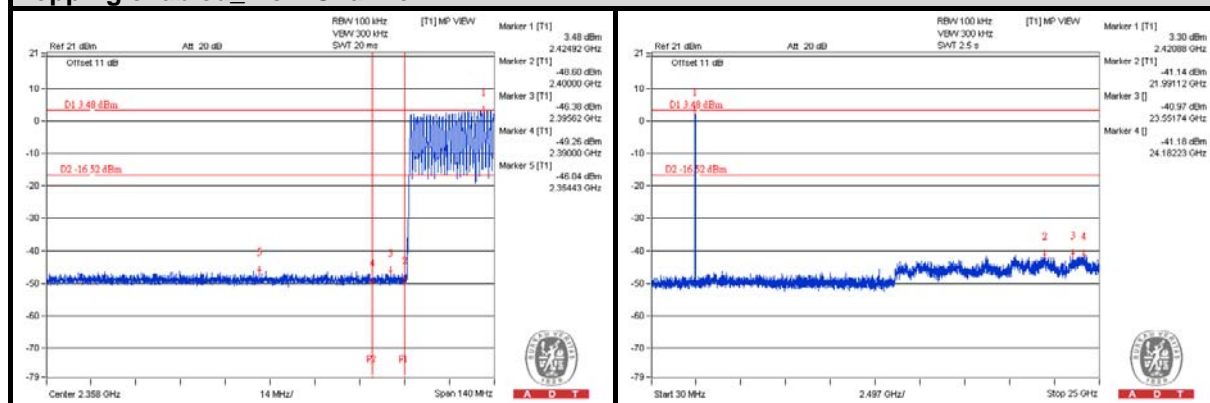 RBW 100 kHz
VBW 300 kHz
SWT 20 ms
[T1] MP VIEW
Ref 21 dBm
Att 20 dB
Offset 11 dB
21
10
0
-10
-20
-30
-40
-50
-60
-70
-79
D1 3.48 dBm
D2 -16.52 dBm
1
5
4
3
2
F2
F1
Center 2.358 GHz
14 MHz/
Span 140 MHz
Marker 1 [T1]
3.48 dBm
2.42492 GHz
Marker 2 [T1]
-48.60 dBm
2.40000 GHz
Marker 3 [T1]
-46.38 dBm
2.39562 GHz
Marker 4 [T1]
-49.26 dBm
2.39000 GHz
Marker 5 [T1]
-46.04 dBm
2.35443 GHz
BUREAU VERITAS
1828
A D T
RBW 100 kHz
VBW 300 kHz
SWT 2.5 s
[T1] MP VIEW
Ref 21 dBm
Att 20 dB
Offset 11 dB
21
10
0
-10
-20
-30
-40
-50
-60
-70
-79
D1 3.48 dBm
D2 -16.52 dBm
1
2
3
4
Start 30 MHz
2.497 GHz/
Stop 25 GHz
Marker 1 [T1]
3.30 dBm
2.42088 GHz
Marker 2 [T1]
-41.14 dBm
21.99112 GHz
Marker 3 []
-40.97 dBm
23.55174 GHz
Marker 4 []
-41.18 dBm
24.18223 GHz
BUREAU VERITAS
1828
A D T